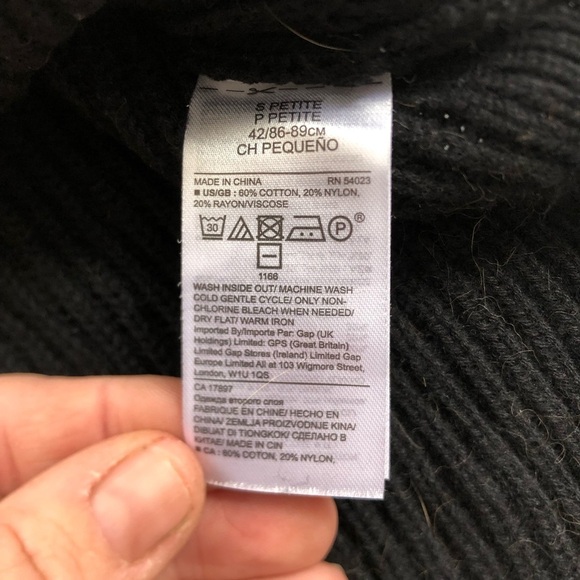 S PETITE
P PETITE
42/86-89CM
CH PEQUEÑO
MADE IN CHINA RN 54023
■ US/GB : 60% COTTON, 20% NYLON,
20% RAYON/VISCOSE
30 P ®
1166
WASH INSIDE OUT/ MACHINE WASH
COLD GENTLE CYCLE/ ONLY NON-
CHLORINE BLEACH WHEN NEEDED/
DRY FLAT/ WARM IRON
Imported By/Importe Par: Gap (UK
Holdings) Limited: GPS (Great Britain)
Limited Gap Stores (Ireland) Limited Gap
Europe Limited All at 103 Wigmore Street,
London, W1U 1QS
CA 17897
Одежда второго слоя
FABRIQUE EN CHINE/ HECHO EN
CHINA/ ZEMLJA PROIZVODNJE KINA/
DIBUAT DI TIONGKOK/ СДЕЛАНО В
КИТАЕ/ MADE IN CIN
■ CA : 60% COTTON, 20% NYLON,